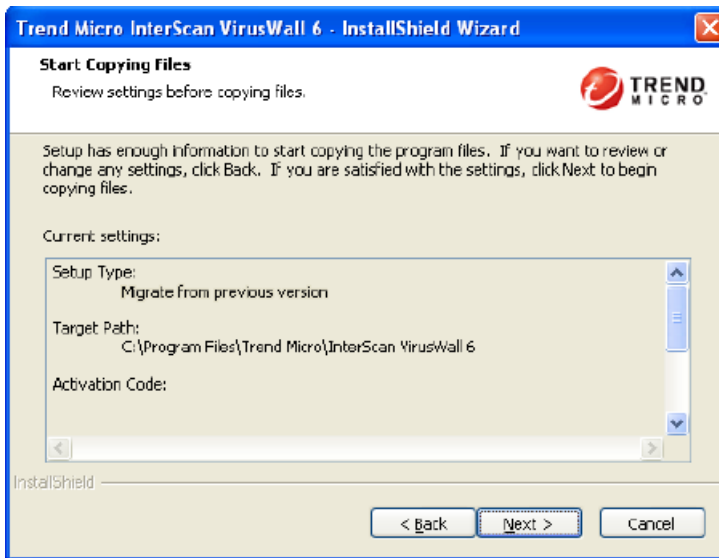 Trend Micro InterScan VirusWall 6 - InstallShield Wizard
Start Copying Files
Review settings before copying files.
TREND
MICRO
Setup has enough information to start copying the program files. If you want to review or
change any settings, click Back. If you are satisfied with the settings, click Next to begin
copying files.
Current settings:
Setup Type:
Migrate from previous version
Target Path:
C:\Program Files\Trend Micro\InterScan VirusWall 6
Activation Code:
InstallShield
< Back
Next >
Cancel